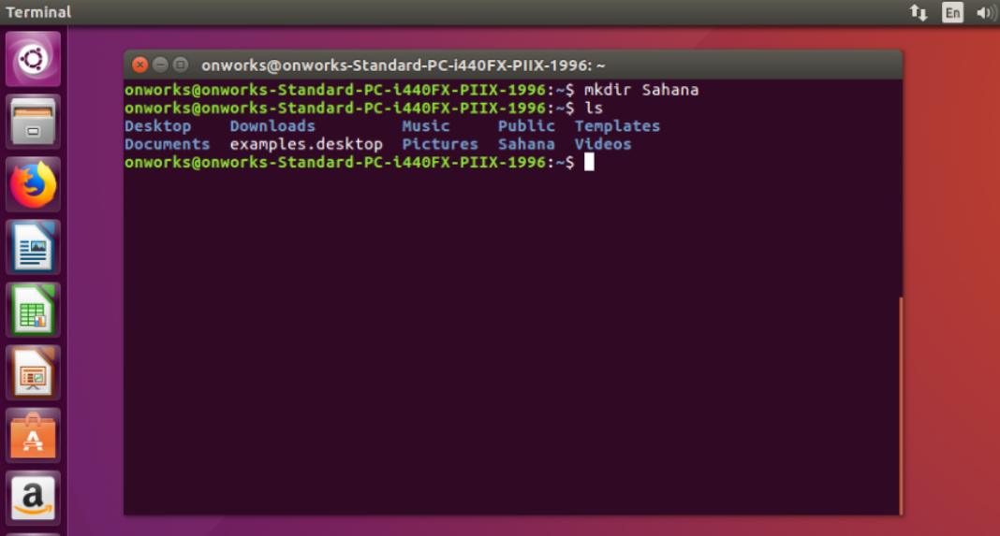 Terminal
En
onworks@onworks-Standard-PC-i440FX-PIIX-1996: ~
onworks@onworks-Standard-PC-i440FX-PIIX-1996:~$ mkdir Sahana
onworks@onworks-Standard-PC-i440FX-PIIX-1996:~$ ls
Desktop    Downloads         Music     Public  Templates
Documents  examples.desktop  Pictures  Sahana  Videos
onworks@onworks-Standard-PC-i440FX-PIIX-1996:~$
a